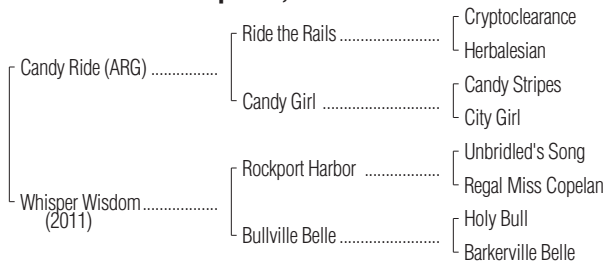 Cryptoclearance
Ride the Rails ....................
Herbalesian
Candy Ride (ARG) .............
Candy Stripes
Candy Girl .......................
City Girl
Unbridled's Song
Rockport Harbor ...............
Regal Miss Copelan
Whisper Wisdom...............
(2011)
Holy Bull
Bullville Belle....................
Barkerville Belle